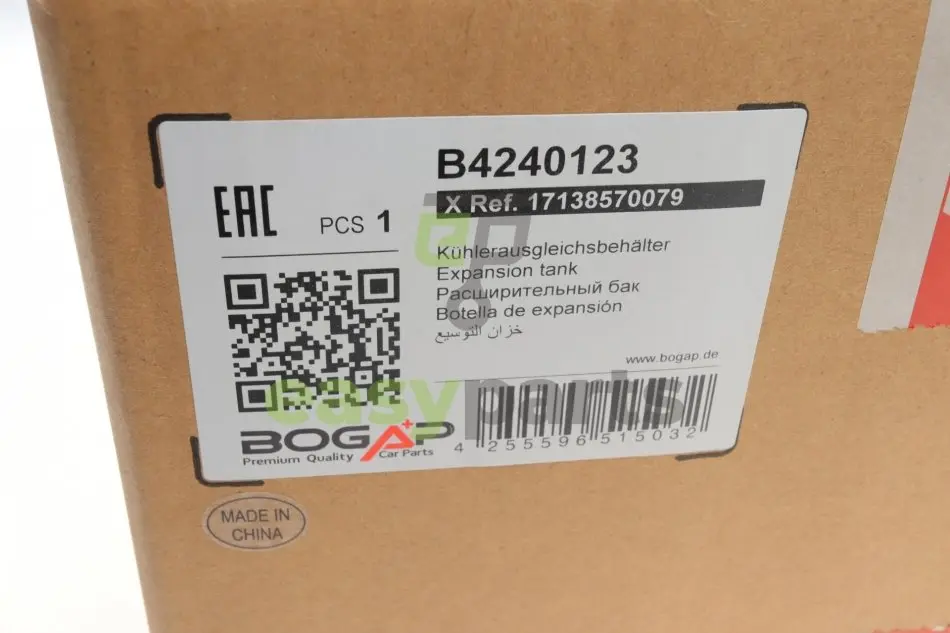 B4240123
X Ref. 17138570079
EAC
PCS 1
Kühlerausgleichsbehälter
Expansion tank
Расширительный бак
Botella de expansión
خزان التوسيع
www.bogap.de
easyparts
BOGAP
Premium Quality Car Parts
4 255596 515032
MADE IN
CHINA